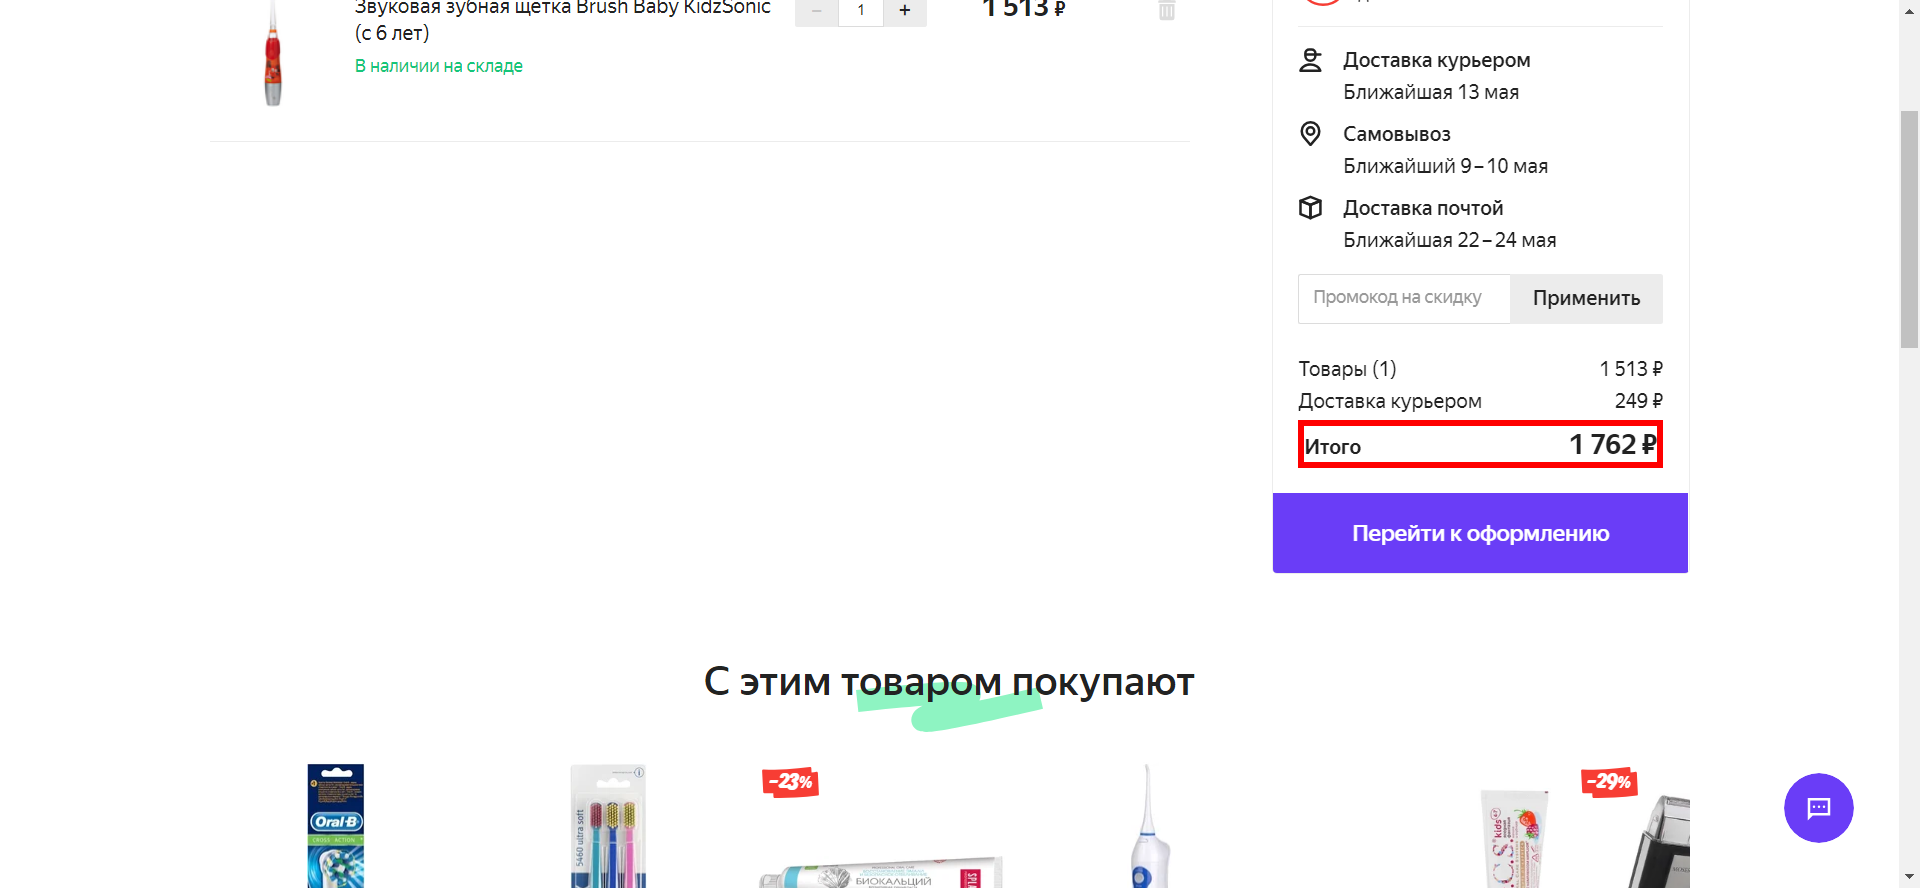 Звуковая зубная щетка Brush Baby KidzSonic
(с 6 лет)
В наличии на складе
– 1 +
1 513 ₽
Доставка курьером
Ближайшая 13 мая
Самовывоз
Ближайший 9–10 мая
Доставка почтой
Ближайшая 22–24 мая
Промокод на скидку
Применить
Товары (1) 1 513 ₽
Доставка курьером 249 ₽
Итого 1 762 ₽
Перейти к оформлению
С этим товаром покупают
Oral-B
CROSS ACTION
5460 ultra soft
-23%
БИОКАЛЬЦИЙ
SPLA
kids
C.S.
-29%